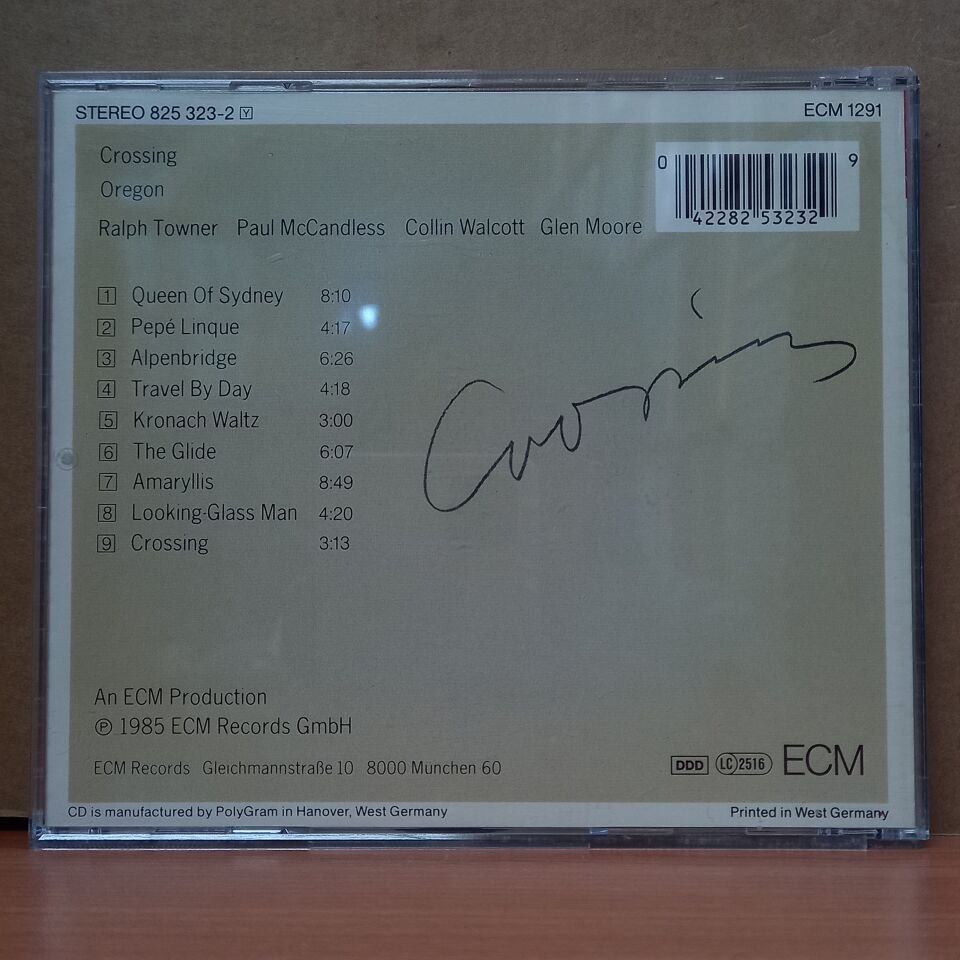 STEREO 825 323-2 Y
ECM 1291
Crossing
Oregon
Ralph Towner Paul McCandless Collin Walcott Glen Moore
0 42282 53232 9
1 Queen Of Sydney 8:10
2 Pepé Linque 4:17
3 Alpenbridge 6:26
4 Travel By Day 4:18
5 Kronach Waltz 3:00
6 The Glide 6:07
7 Amaryllis 8:49
8 Looking-Glass Man 4:20
9 Crossing 3:13
Crossing
An ECM Production
℗ 1985 ECM Records GmbH
ECM Records Gleichmannstraße 10 8000 München 60
DDD LC 2516 ECM
CD is manufactured by PolyGram in Hanover, West Germany
Printed in West Germany